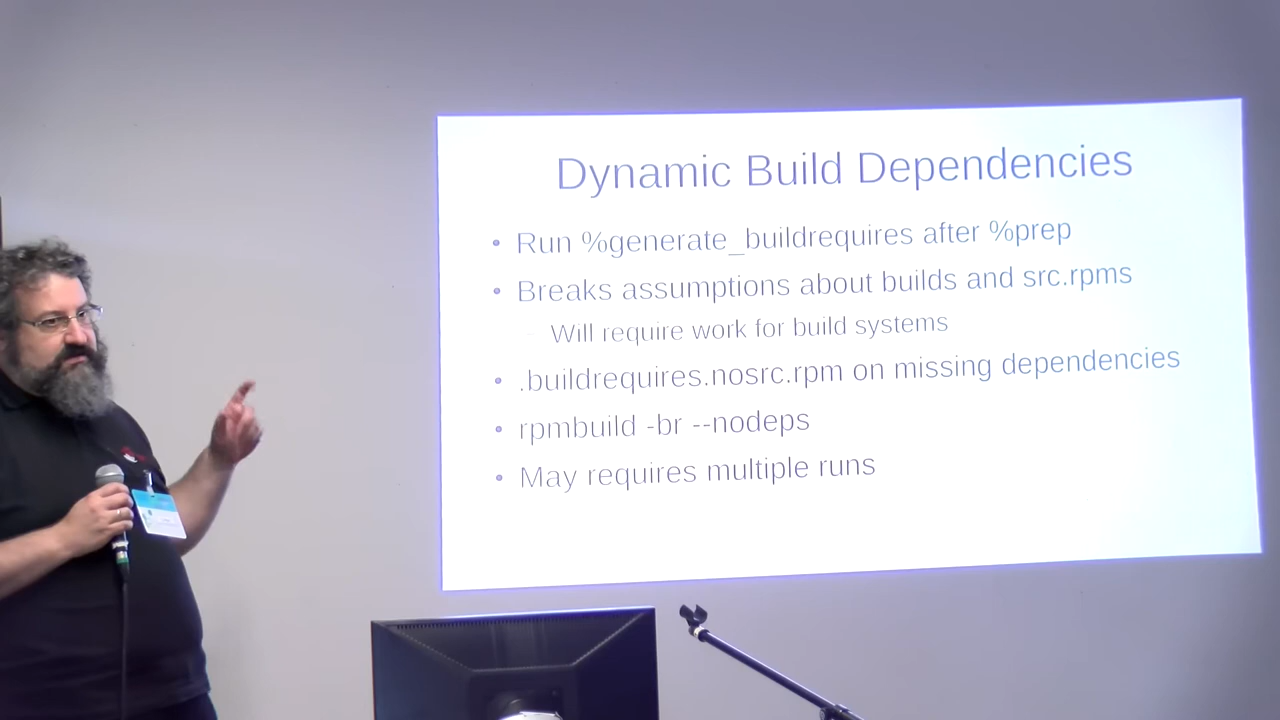 Dynamic Build Dependencies
• Run %generate_buildrequires after %prep
• Breaks assumptions about builds and src.rpms
– Will require work for build systems
• .buildrequires.nosrc.rpm on missing dependencies
• rpmbuild -br --nodeps
• May requires multiple runs